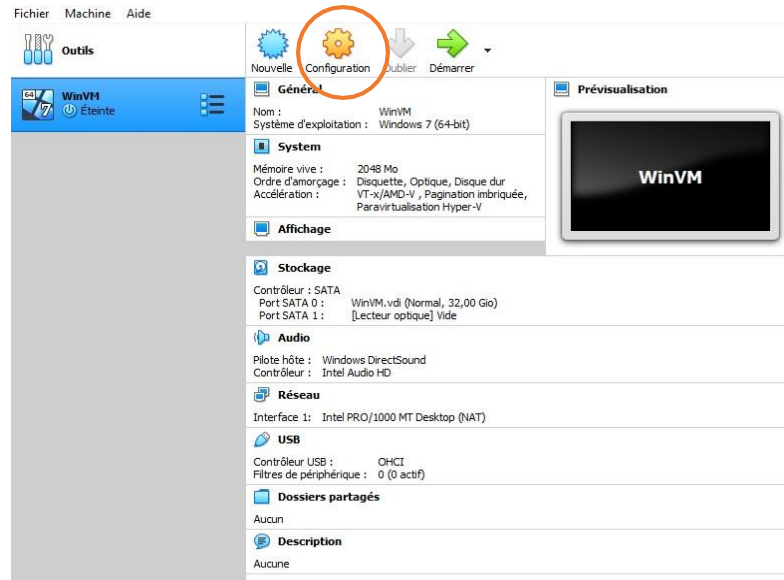 Fichier Machine Aide
Outils
Nouvelle Configuration Oublier Démarrer
64 7 WinVM
Éteinte
Général
Nom : WinVM
Système d'exploitation : Windows 7 (64-bit)
Prévisualisation
WinVM
System
Mémoire vive : 2048 Mo
Ordre d'amorçage : Disquette, Optique, Disque dur
Accélération : VT-x/AMD-V , Pagination imbriquée,
Paravirtualisation Hyper-V
Affichage
Stockage
Contrôleur : SATA
Port SATA 0 : WinVM.vdi (Normal, 32,00 Gio)
Port SATA 1 : [Lecteur optique] Vide
Audio
Pilote hôte : Windows DirectSound
Contrôleur : Intel Audio HD
Réseau
Interface 1: Intel PRO/1000 MT Desktop (NAT)
USB
Contrôleur USB : OHCI
Filtres de périphérique : 0 (0 actif)
Dossiers partagés
Aucun
Description
Aucune